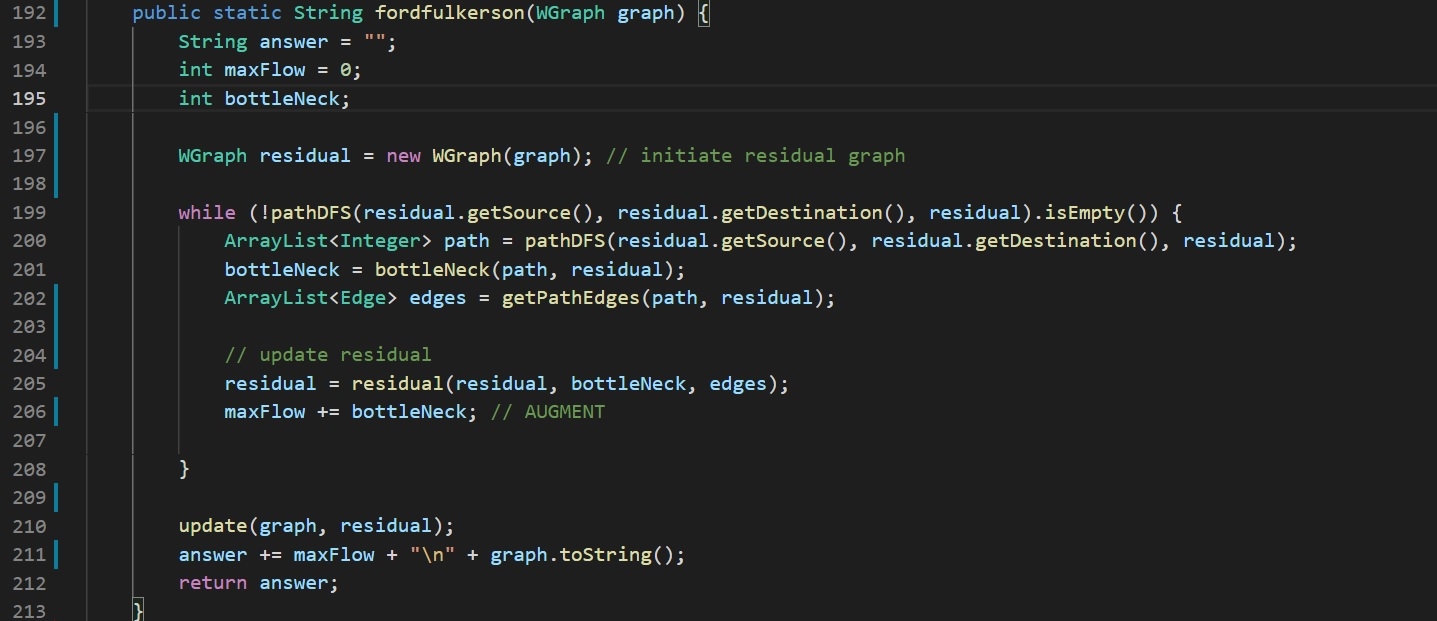 192 public static String fordfulkerson(WGraph graph) {
193 String answer = "";
194 int maxFlow = 0;
195 int bottleNeck;
196
197 WGraph residual = new WGraph(graph); // initiate residual graph
198
199 while (!pathDFS(residual.getSource(), residual.getDestination(), residual).isEmpty()) {
200 ArrayList<Integer> path = pathDFS(residual.getSource(), residual.getDestination(), residual);
201 bottleNeck = bottleNeck(path, residual);
202 ArrayList<Edge> edges = getPathEdges(path, residual);
203
204 // update residual
205 residual = residual(residual, bottleNeck, edges);
206 maxFlow += bottleNeck; // AUGMENT
207
208 }
209
210 update(graph, residual);
211 answer += maxFlow + "\n" + graph.toString();
212 return answer;
213 }